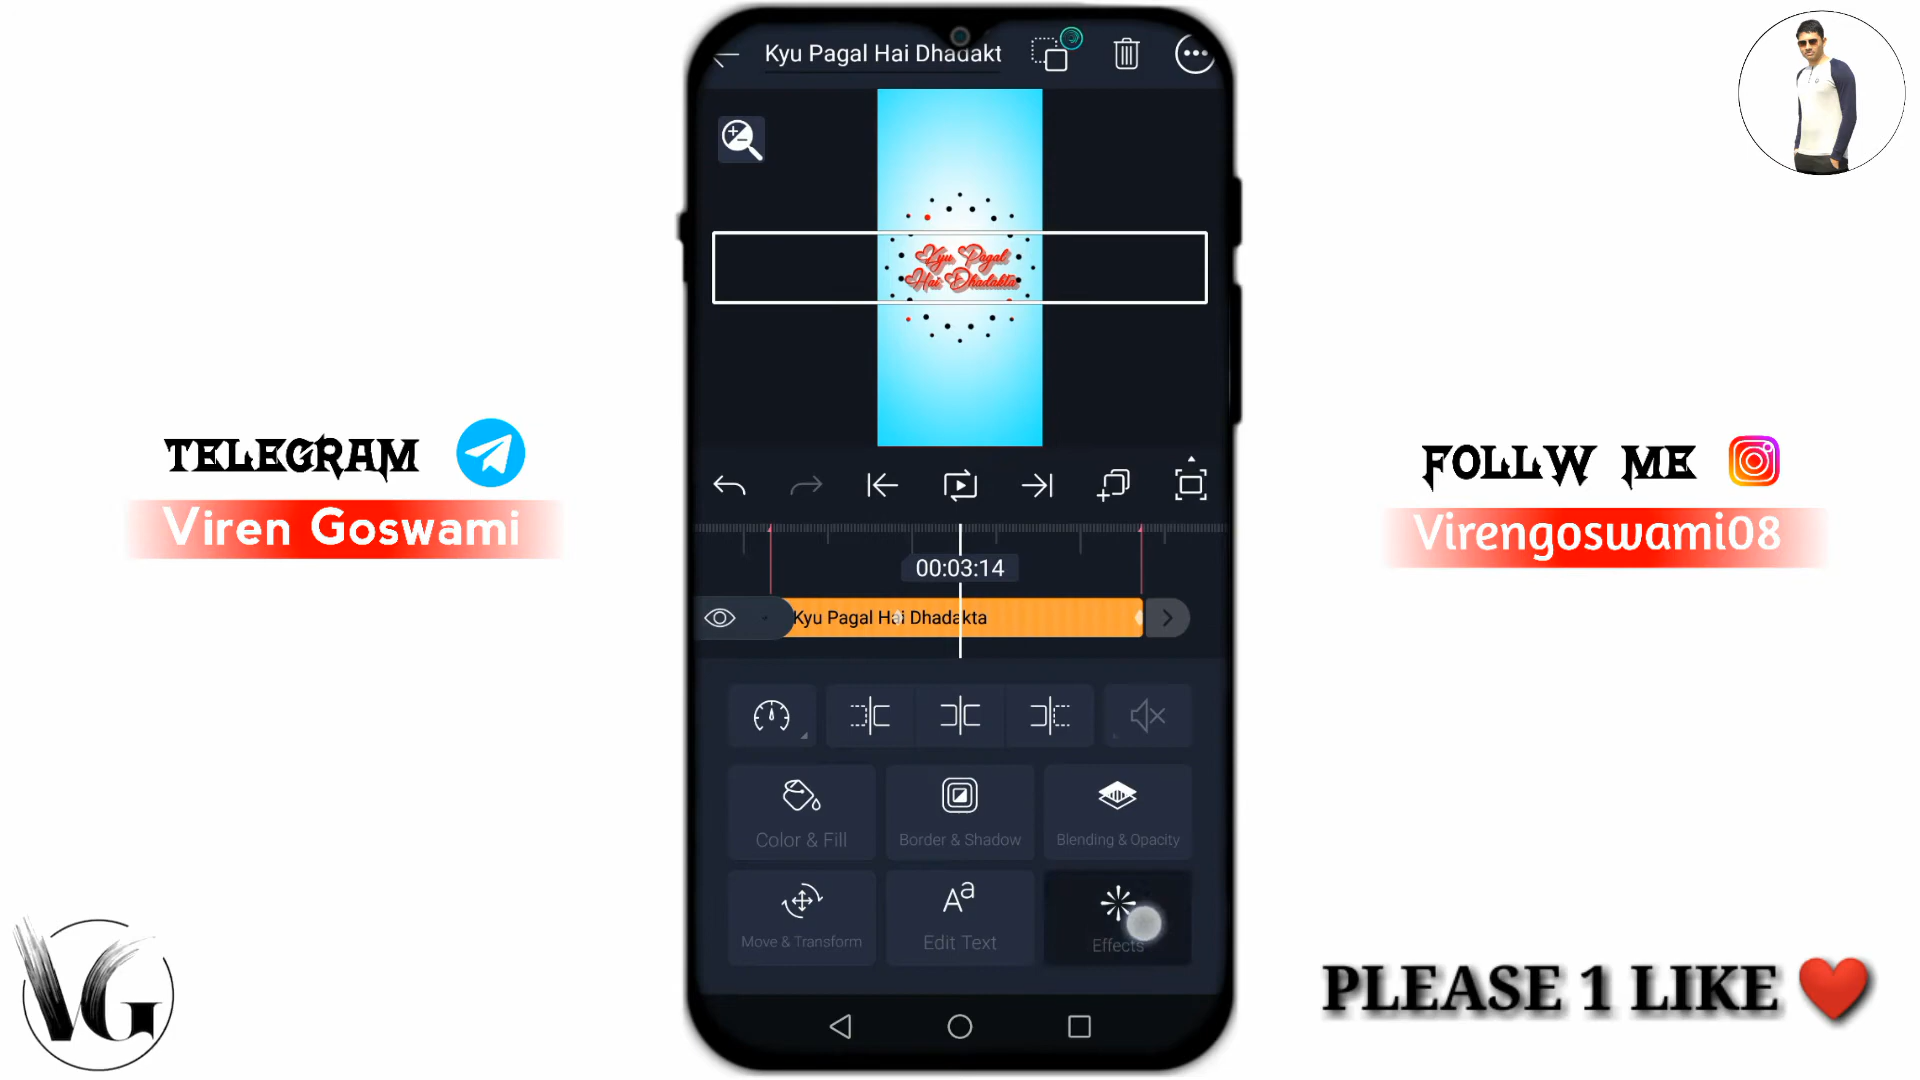 Kyu Pagal Hai Dhadakt
Kyu Pagal
Hai Dhadakta
TELEGRAM
Viren Goswami
FOLLW ME
Virengoswami08
00:03:14
Kyu Pagal Hai Dhadakta
Color & Fill
Border & Shadow
Blending & Opacity
Move & Transform
Aa
Edit Text
Effects
VG
PLEASE 1 LIKE